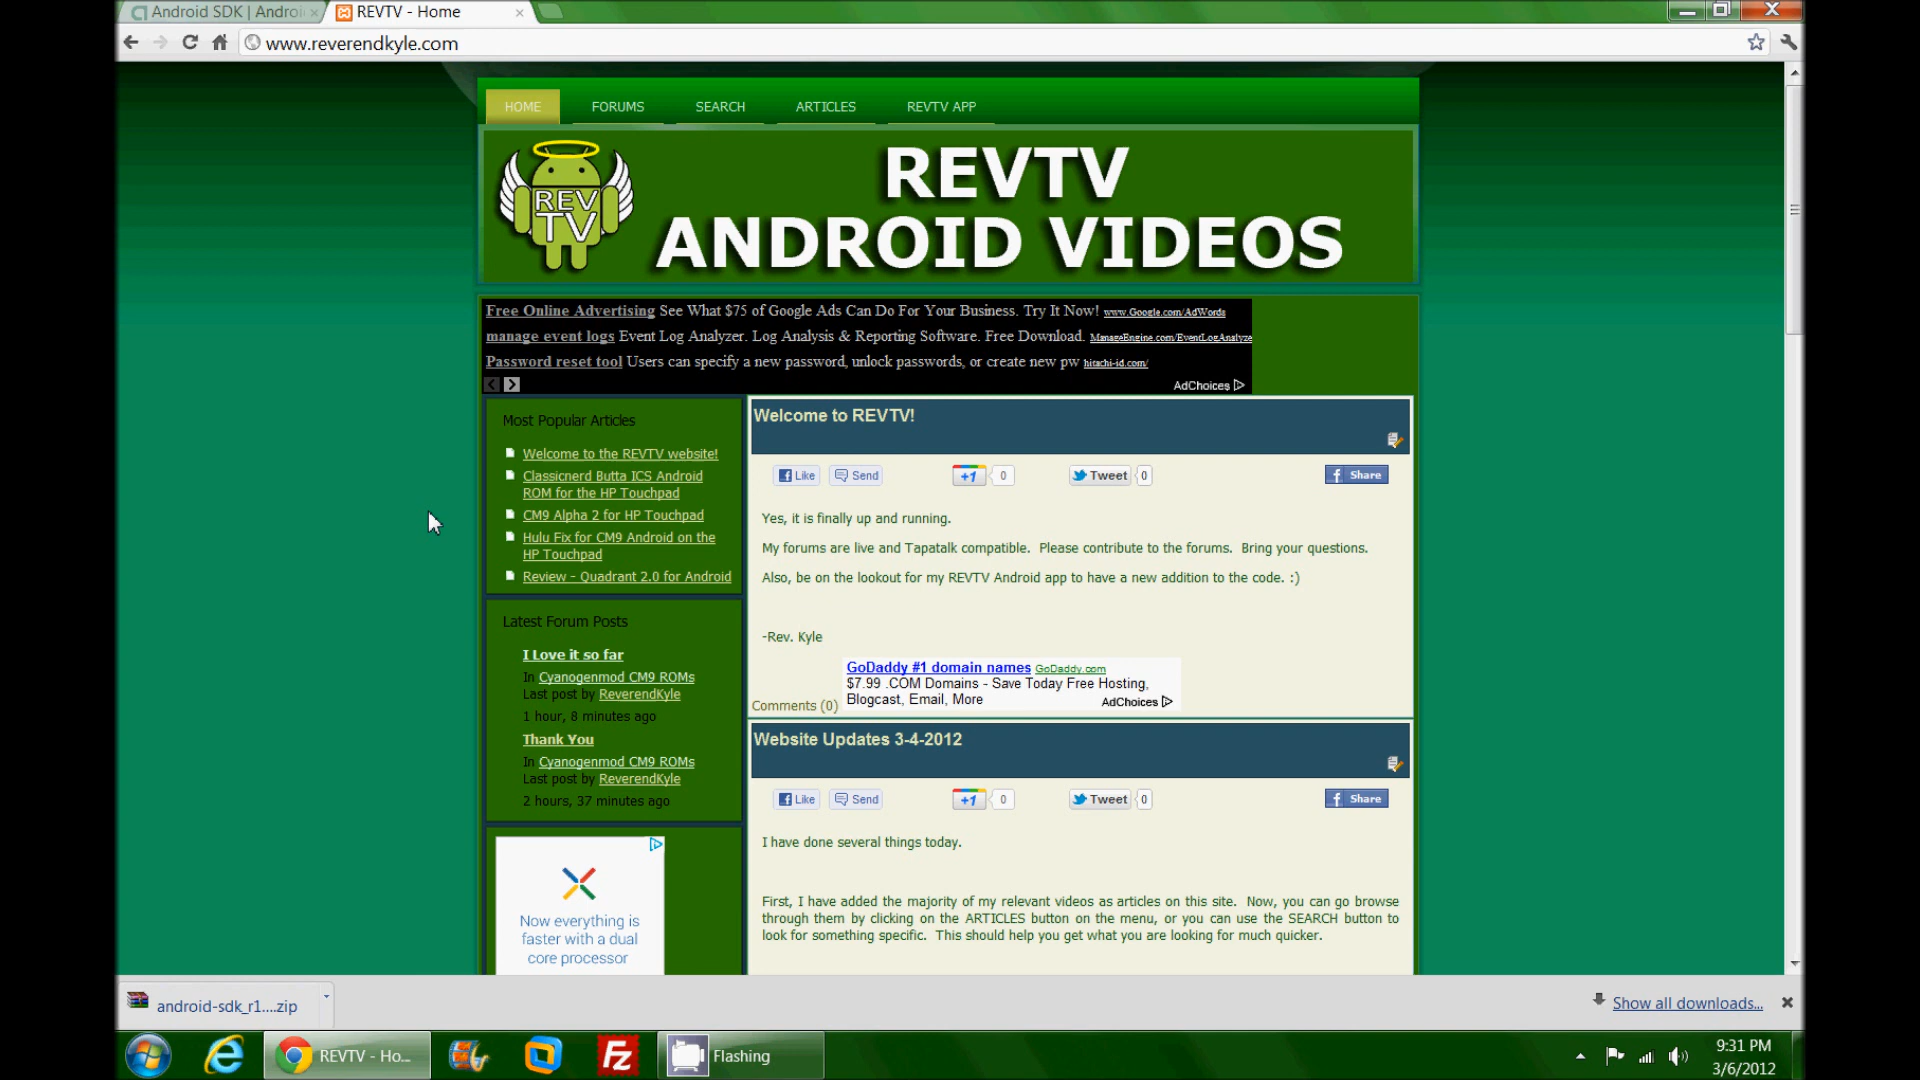 Android SDK | Androi
REVTV - Home
www.reverendkyle.com
HOME
FORUMS
SEARCH
ARTICLES
REVTV APP
REV
TV
REVTV
ANDROID VIDEOS
Free Online Advertising See What $75 of Google Ads Can Do For Your Business. Try It Now! www.Google.com/AdWords
manage event logs Event Log Analyzer. Log Analysis & Reporting Software. Free Download. ManageEngine.com/EventLogAnalyze
Password reset tool Users can specify a new password, unlock passwords, or create new pw hitachi-id.com/
AdChoices
Most Popular Articles
Welcome to the REVTV website!
Classicnerd Butta ICS Android
ROM for the HP Touchpad
CM9 Alpha 2 for HP Touchpad
Hulu Fix for CM9 Android on the
HP Touchpad
Review - Quadrant 2.0 for Android
Latest Forum Posts
I Love it so far
In Cyanogenmod CM9 ROMs
Last post by ReverendKyle
1 hour, 8 minutes ago
Thank You
In Cyanogenmod CM9 ROMs
Last post by ReverendKyle
2 hours, 37 minutes ago
Now everything is
faster with a dual
core processor
Welcome to REVTV!
Like
Send
+1
0
Tweet
0
Share
Yes, it is finally up and running.
My forums are live and Tapatalk compatible. Please contribute to the forums. Bring your questions.
Also, be on the lookout for my REVTV Android app to have a new addition to the code. :)
-Rev. Kyle
GoDaddy #1 domain names GoDaddy.com
$7.99 .COM Domains - Save Today Free Hosting,
Blogcast, Email, More
AdChoices
Comments (0)
Website Updates 3-4-2012
Like
Send
+1
0
Tweet
0
Share
I have done several things today.
First, I have added the majority of my relevant videos as articles on this site. Now, you can go browse
through them by clicking on the ARTICLES button on the menu, or you can use the SEARCH button to
look for something specific. This should help you get what you are looking for much quicker.
android-sdk_r1....zip
Show all downloads...
REVTV - Ho...
Fz
Flashing
9:31 PM
3/6/2012